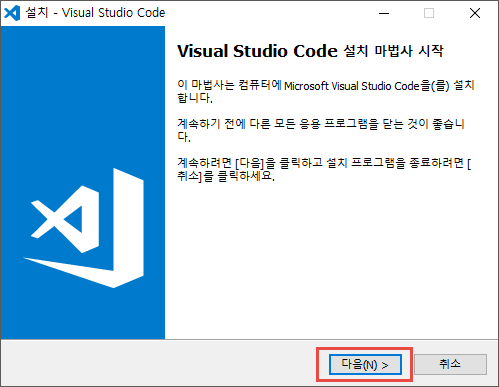 설치 - Visual Studio Code
Visual Studio Code 설치 마법사 시작
이 마법사는 컴퓨터에 Microsoft Visual Studio Code을(를) 설치
합니다.
계속하기 전에 다른 모든 응용 프로그램을 닫는 것이 좋습니
다.
계속하려면 [다음]을 클릭하고 설치 프로그램을 종료하려면 [
취소]를 클릭하세요.
다음(N) >
취소